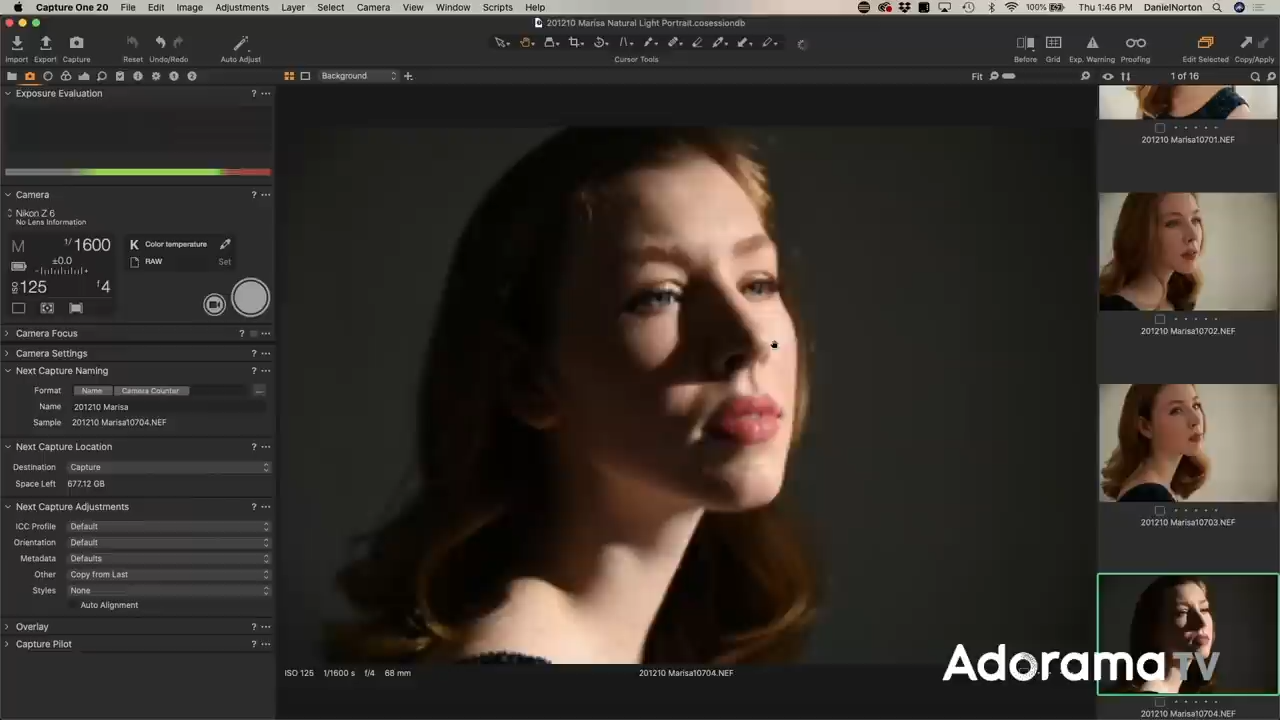 Capture One 20 File Edit Image Adjustments Layer Select Camera View Window Scripts Help 100% Thu 1:46 PM DanielNorton
201210 Marisa Natural Light Portrait.cosessiondb
Import Export Capture Reset Undo/Redo Auto Adjust Cursor Tools Before Grid Exp. Warning Proofing Edit Selected Copy/Apply
Background Fit 1 of 16
Exposure Evaluation ?
Camera ?
Nikon Z 6
No Lens Information
M 1/1600
±0.0
ISO 125 f4
K Color temperature
RAW Set
Camera Focus ?
Camera Settings ?
Next Capture Naming ?
Format Name Camera Counter
Name 201210 Marisa
Sample 201210 Marisa10704.NEF
Next Capture Location ?
Destination Capture
Space Left 677.12 GB
Next Capture Adjustments ?
ICC Profile Default
Orientation Default
Metadata Defaults
Other Copy from Last
Styles None
Auto Alignment
Overlay ?
Capture Pilot ?
ISO 125 1/1600 s f/4 68 mm
201210 Marisa10704.NEF
201210 Marisa10701.NEF
201210 Marisa10702.NEF
201210 Marisa10703.NEF
Adorama TV
201210 Marisa10704.NEF